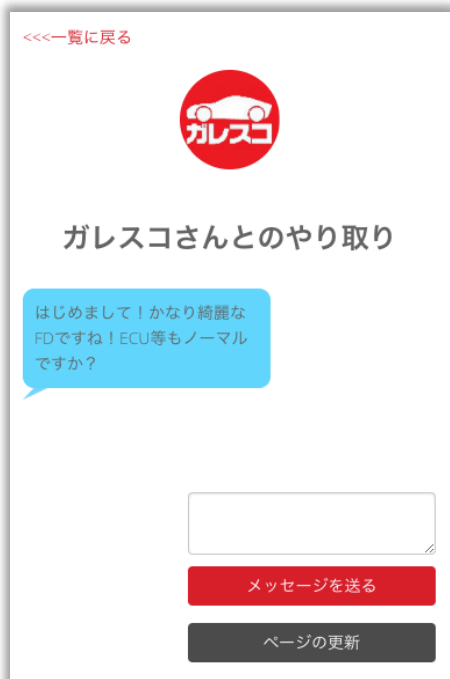 <<<一覧に戻る
ガレスコ
ガレスコさんとのやり取り
はじめまして！かなり綺麗な
FDですね！ECU等もノーマル
ですか？
メッセージを送る
ページの更新